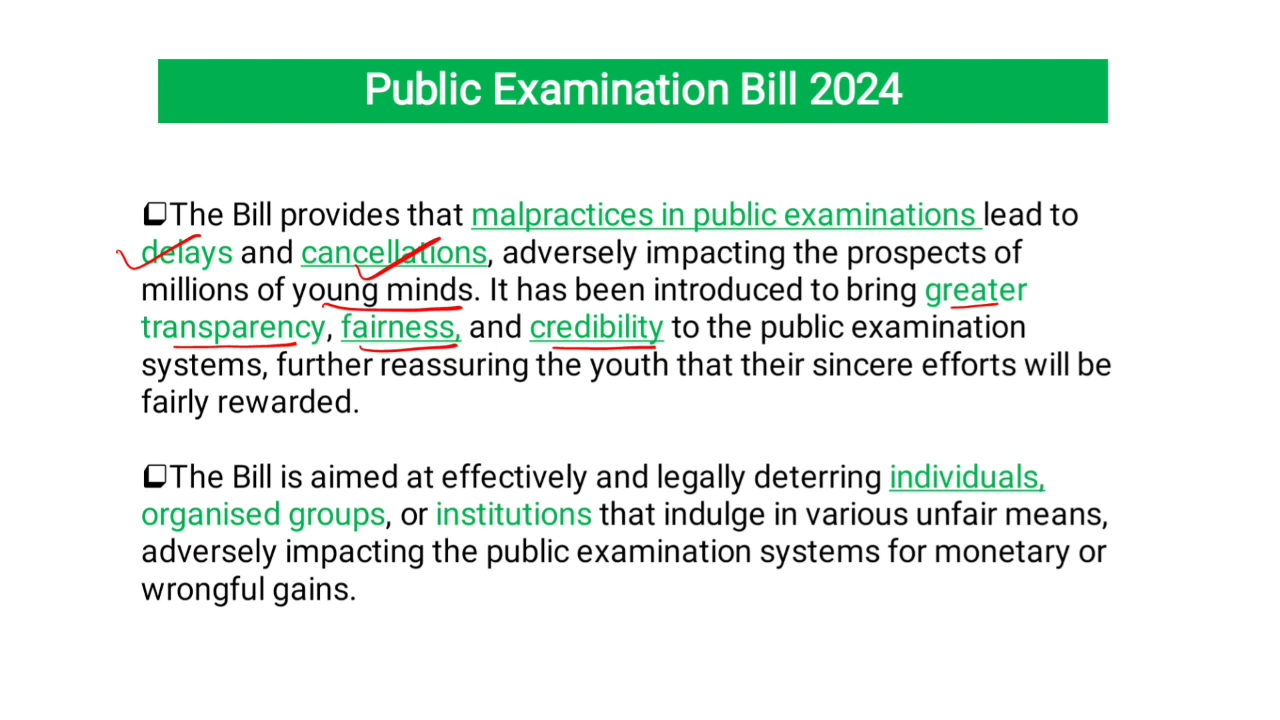 Public Examination Bill 2024
❑The Bill provides that malpractices in public examinations lead to
delays and cancellations, adversely impacting the prospects of
millions of young minds. It has been introduced to bring greater
transparency, fairness, and credibility to the public examination
systems, further reassuring the youth that their sincere efforts will be
fairly rewarded.
❑The Bill is aimed at effectively and legally deterring individuals,
organised groups, or institutions that indulge in various unfair means,
adversely impacting the public examination systems for monetary or
wrongful gains.